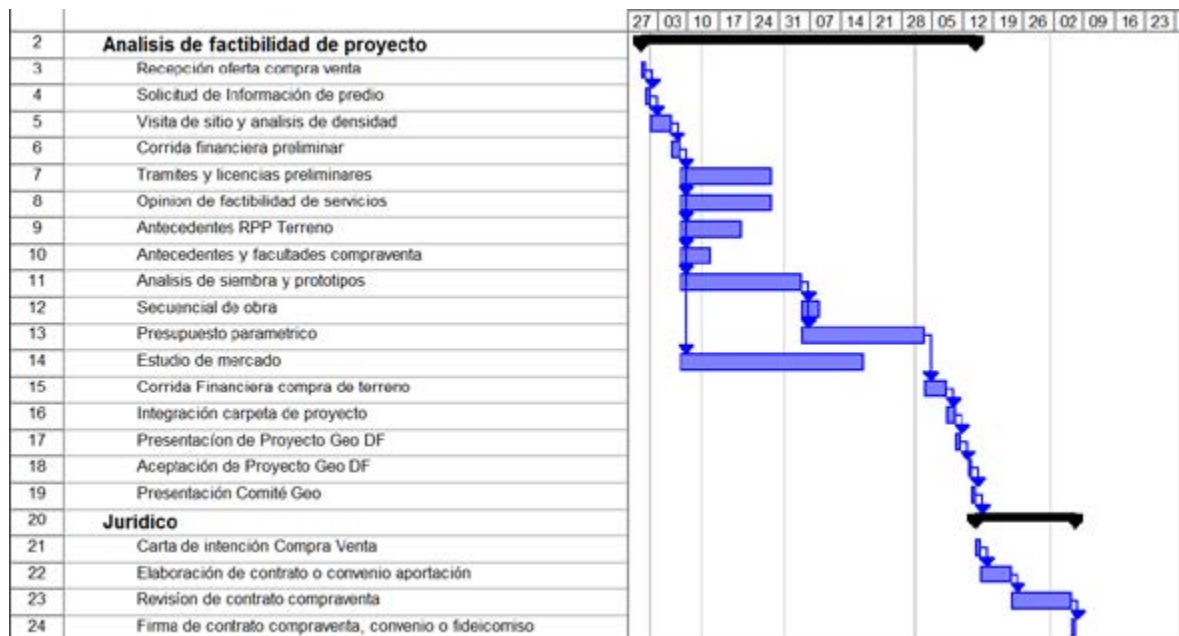 27 03 10 17 24 31 07 14 21 28 05 12 19 26 02 09 16 23
2 Analisis de factibilidad de proyecto
3 Recepción oferta compra venta
4 Solicitud de Información de predio
5 Visita de sitio y analisis de densidad
6 Corrida financiera preliminar
7 Tramites y licencias preliminares
8 Opinion de factibilidad de servicios
9 Antecedentes RPP Terreno
10 Antecedentes y facultades compraventa
11 Analisis de siembra y prototipos
12 Secuencial de obra
13 Presupuesto parametrico
14 Estudio de mercado
15 Corrida Financiera compra de terreno
16 Integración carpeta de proyecto
17 Presentacíon de Proyecto Geo DF
18 Aceptación de Proyecto Geo DF
19 Presentación Comité Geo
20 Juridico
21 Carta de intención Compra Venta
22 Elaboración de contrato o convenio aportación
23 Revisíon de contrato compraventa
24 Firma de contrato compraventa, convenio o fideicomiso